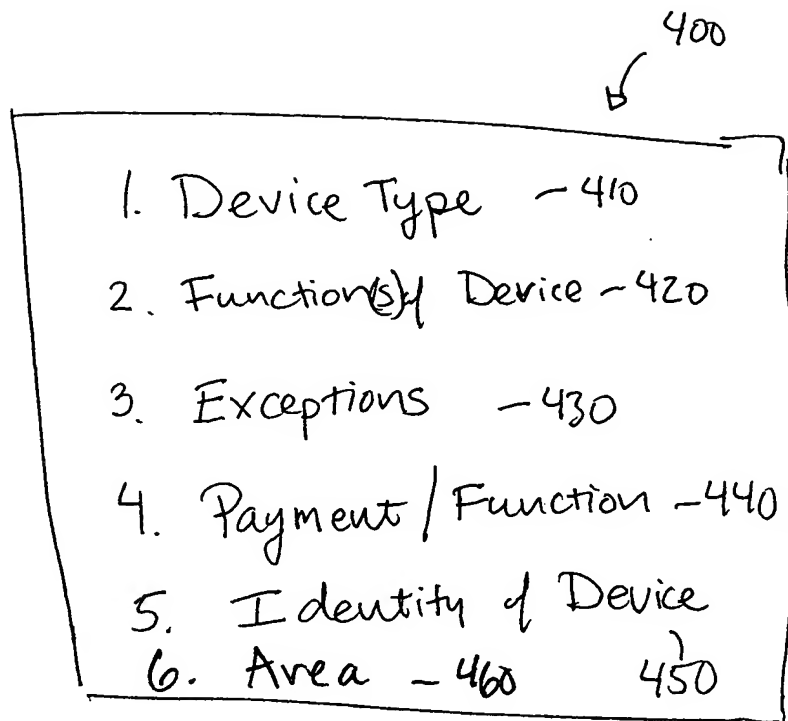 400
1. Device Type - 410
2. Function(s) of Device - 420
3. Exceptions - 430
4. Payment / Function - 440
5. Identity of Device
6. Area - 460 450